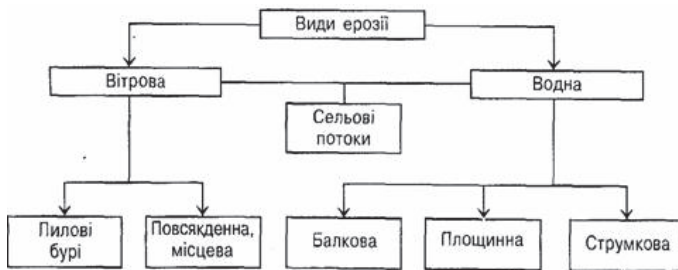 Види ерозії
Вітрова
Водна
Сельові
потоки
Пилові
бурі
Повсякденна,
місцева
Балкова
Площинна
Струмкова